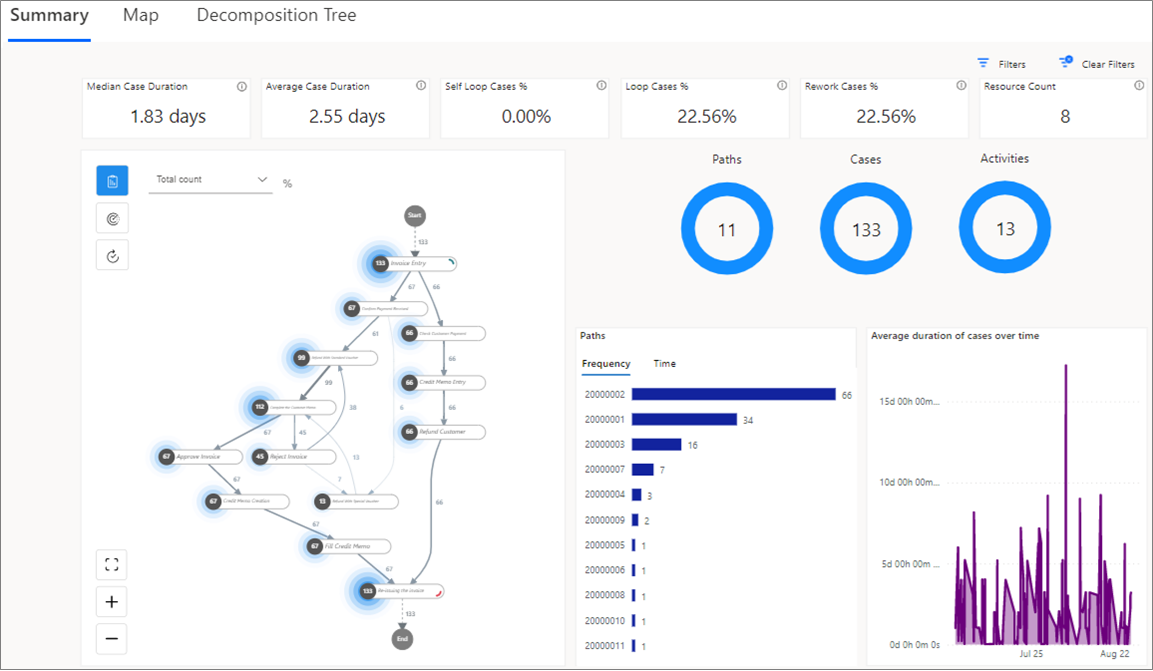 Summary Map Decomposition Tree
Filters Clear Filters
Median Case Duration
1.83 days
Average Case Duration
2.55 days
Self Loop Cases %
0.00%
Loop Cases %
22.56%
Rework Cases %
22.56%
Resource Count
8
Total count
%
Start
133
133 Invoice Entry
67 66
67
61
66 Check Customer Payment
66
99
99
66 Credit Memo Entry
38
66
6
112
67 45
66 Refund Customer
67 Approve Invoice
45 Reject Invoice
13
67
7
66
67 Credit Memo Creation
13
67
67 Fill Credit Memo
67
133 Re-issuing the invoice
133
End
Paths
11
Cases
133
Activities
13
Paths
Frequency Time
20000002 66
20000001 34
20000003 16
20000007 7
20000004 3
20000009 2
20000005 1
20000006 1
20000008 1
20000010 1
20000011 1
Average duration of cases over time
15d 00h 00m...
10d 00h 00m...
5d 00h 00m ...
0d 0h 0m 0s
Jul 25 Aug 22